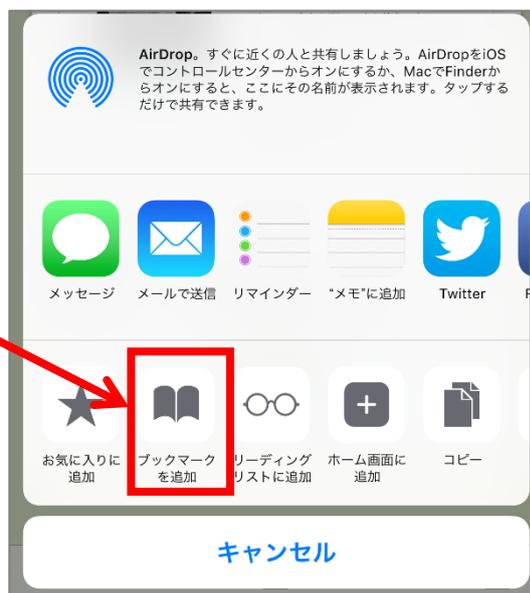 AirDrop。すぐに近くの人と共有しましょう。AirDropをiOS
でコントロールセンターからオンにするか、MacでFinderか
らオンにすると、ここにその名前が表示されます。タップする
だけで共有できます。
メッセージ
メールで送信
リマインダー
“メモ”に追加
Twitter
お気に入りに
追加
ブックマーク
を追加
リーディング
リストに追加
ホーム画面に
追加
コピー
キャンセル